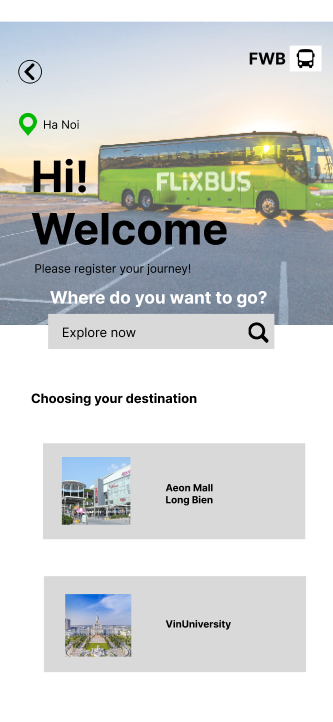 FWB
Ha Noi
Hi!
FLiXBUS
Welcome
Please register your journey!
Where do you want to go?
Explore now
Choosing your destination
Aeon Mall
Long Bien
VinUniversity